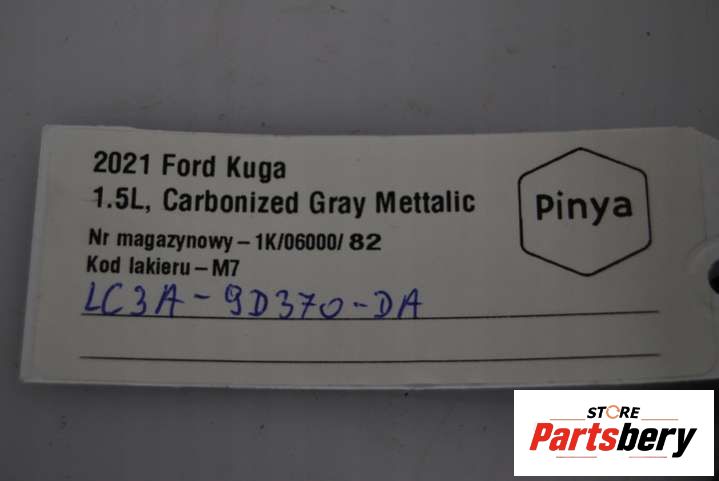 2021 Ford Kuga
1.5L, Carbonized Gray Mettalic
Nr magazynowy – 1K/06000/ 82
Kod lakieru – M7
LC3A-9D370-DA
Pinya
STORE
Partsbery